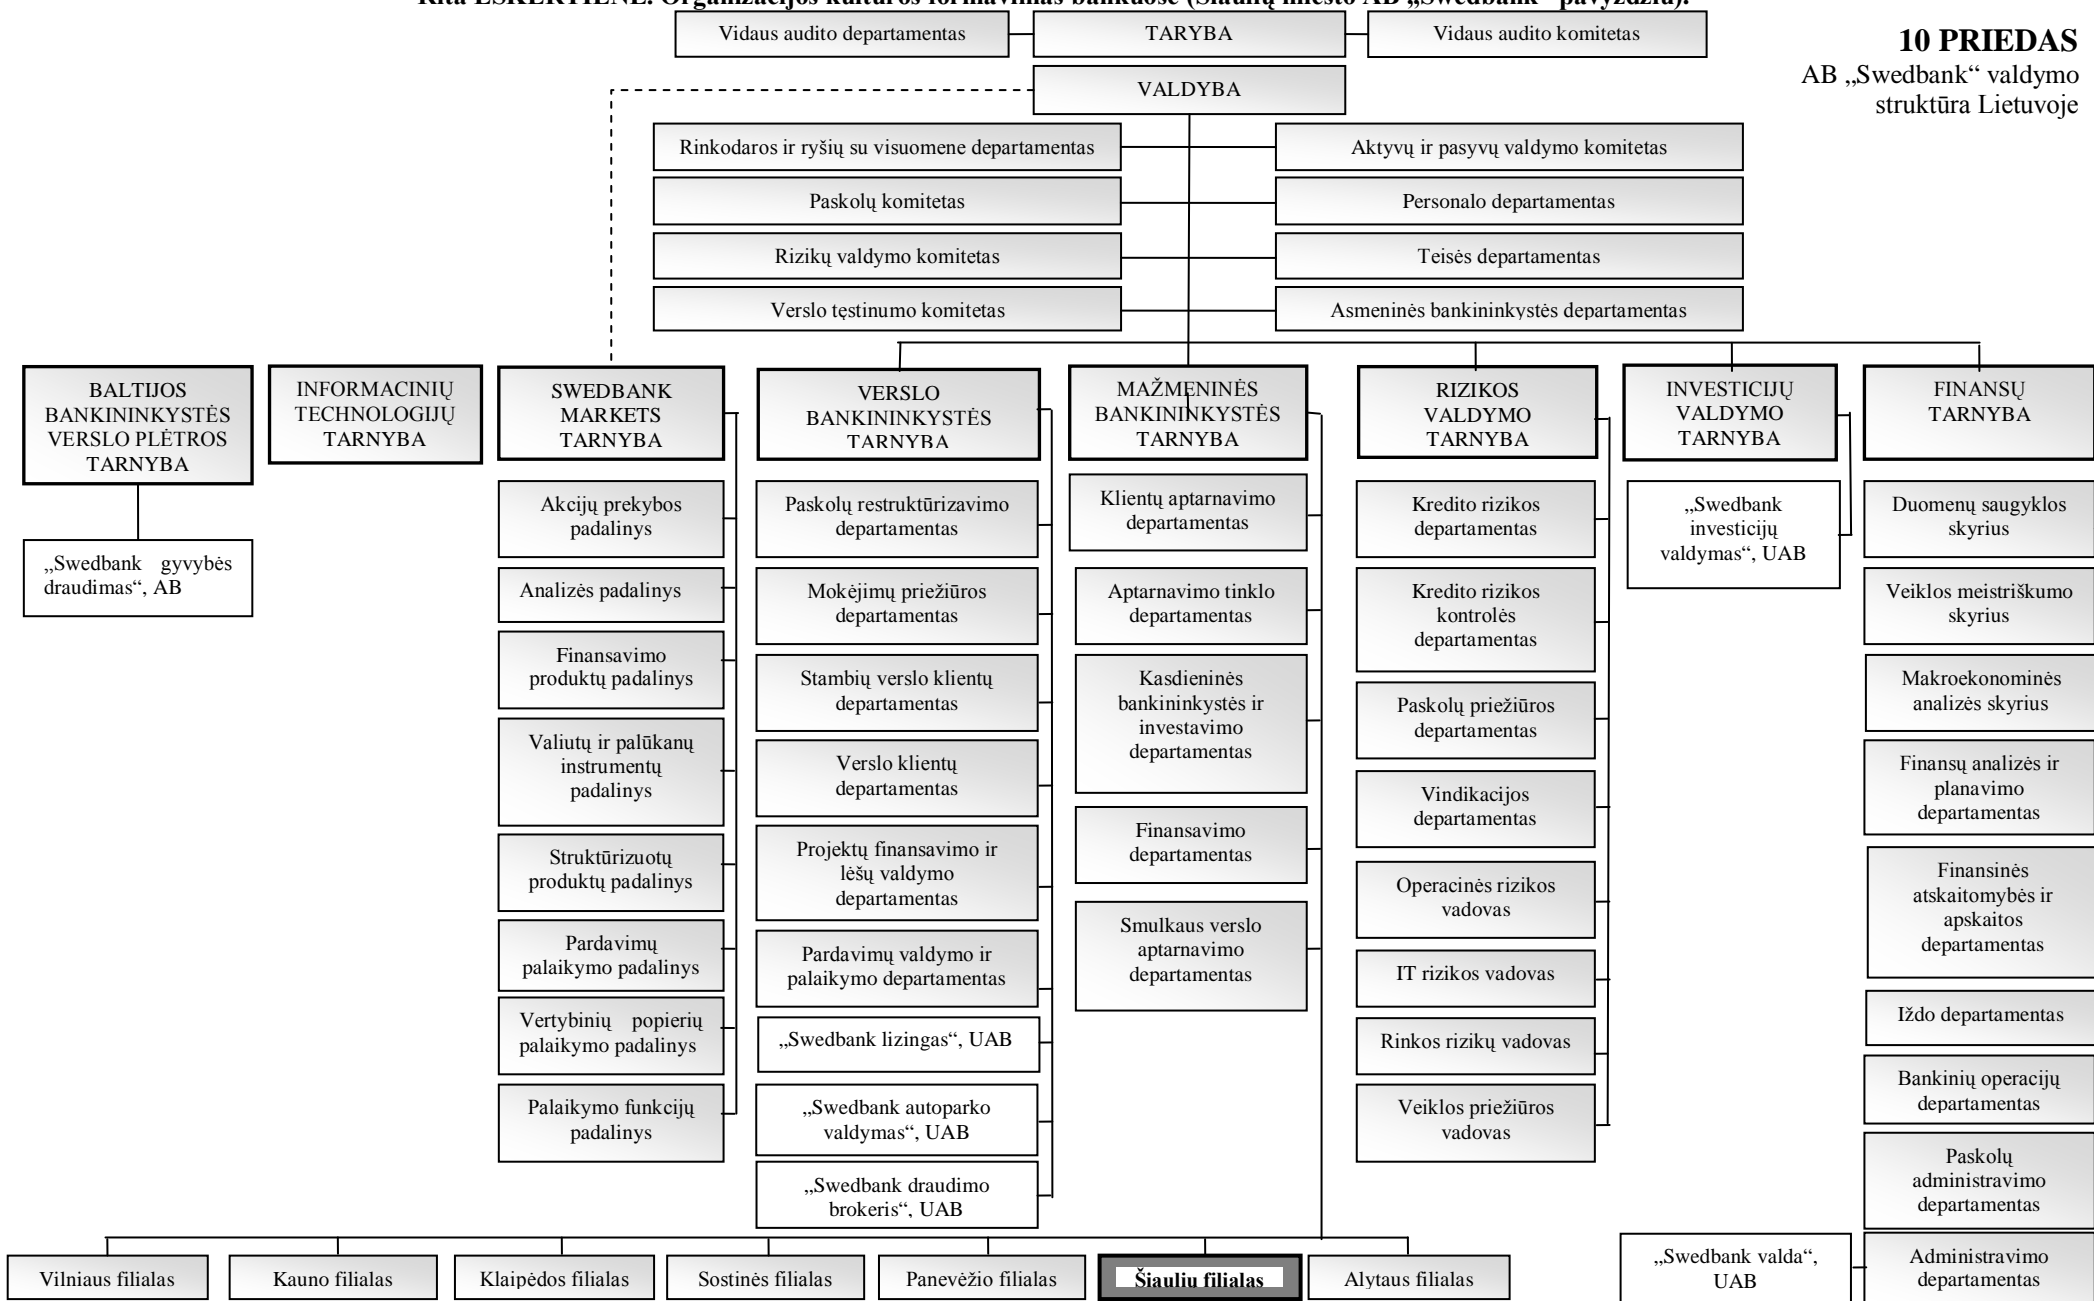 Rita ESKERTIENĖ. Organizacijos kultūros formavimas bankuose (Šiaulių miesto AB „Swedbank“ pavyzdžiu).
Vidaus audito departamentas
TARYBA
Vidaus audito komitetas
10 PRIEDAS
AB „Swedbank“ valdymo
struktūra Lietuvoje
VALDYBA
Rinkodaros ir ryšių su visuomene departamentas
Aktyvų ir pasyvų valdymo komitetas
Paskolų komitetas
Personalo departamentas
Rizikų valdymo komitetas
Teisės departamentas
Verslo tęstinumo komitetas
Asmeninės bankininkystės departamentas
BALTIJOS
BANKININKYSTĖS
VERSLO PLĖTROS
TARNYBA
„Swedbank gyvybės
draudimas“, AB
INFORMACINIŲ
TECHNOLOGIJŲ
TARNYBA
SWEDBANK
MARKETS
TARNYBA
Akcijų prekybos
padalinys
Analizės padalinys
Finansavimo
produktų padalinys
Valiutų ir palūkanų
instrumentų
padalinys
Struktūrizuotų
produktų padalinys
Pardavimų
palaikymo padalinys
Vertybinių popierių
palaikymo padalinys
Palaikymo funkcijų
padalinys
VERSLO
BANKININKYSTĖS
TARNYBA
Paskolų restruktūrizavimo
departamentas
Mokėjimų priežiūros
departamentas
Stambių verslo klientų
departamentas
Verslo klientų
departamentas
Projektų finansavimo ir
lėšų valdymo
departamentas
Pardavimų valdymo ir
palaikymo departamentas
„Swedbank lizingas“, UAB
„Swedbank autoparko
valdymas“, UAB
„Swedbank draudimo
brokeris“, UAB
MAŽMENINĖS
BANKININKYSTĖS
TARNYBA
Klientų aptarnavimo
departamentas
Aptarnavimo tinklo
departamentas
Kasdieninės
bankininkystės ir
investavimo
departamentas
Finansavimo
departamentas
Smulkaus verslo
aptarnavimo
departamentas
RIZIKOS
VALDYMO
TARNYBA
Kredito rizikos
departamentas
Kredito rizikos
kontrolės
departamentas
Paskolų priežiūros
departamentas
Vindikacijos
departamentas
Operacinės rizikos
vadovas
IT rizikos vadovas
Rinkos rizikų vadovas
Veiklos priežiūros
vadovas
INVESTICIJŲ
VALDYMO
TARNYBA
„Swedbank
investicijų
valdymas“, UAB
FINANSŲ
TARNYBA
Duomenų saugyklos
skyrius
Veiklos meistriškumo
skyrius
Makroekonominės
analizės skyrius
Finansų analizės ir
planavimo
departamentas
Finansinės
atskaitomybės ir
apskaitos
departamentas
Iždo departamentas
Bankinių operacijų
departamentas
Paskolų
administravimo
departamentas
Administravimo
departamentas
„Swedbank valda“,
UAB
Vilniaus filialas
Kauno filialas
Klaipėdos filialas
Sostinės filialas
Panevėžio filialas
Šiaulių filialas
Alytaus filialas